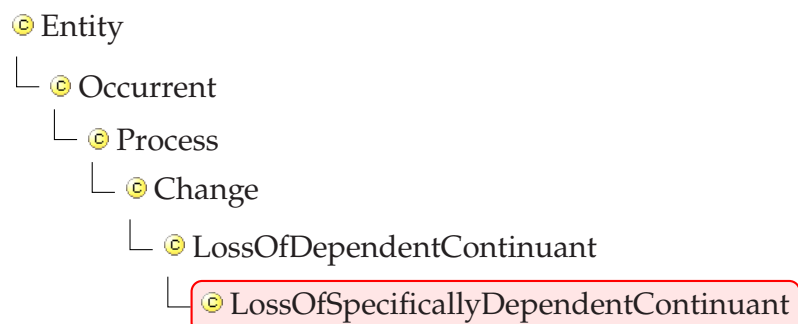 © Entity
© Occurrent
© Process
© Change
© LossOfDependentContinuant
© LossOfSpecificallyDependentContinuant